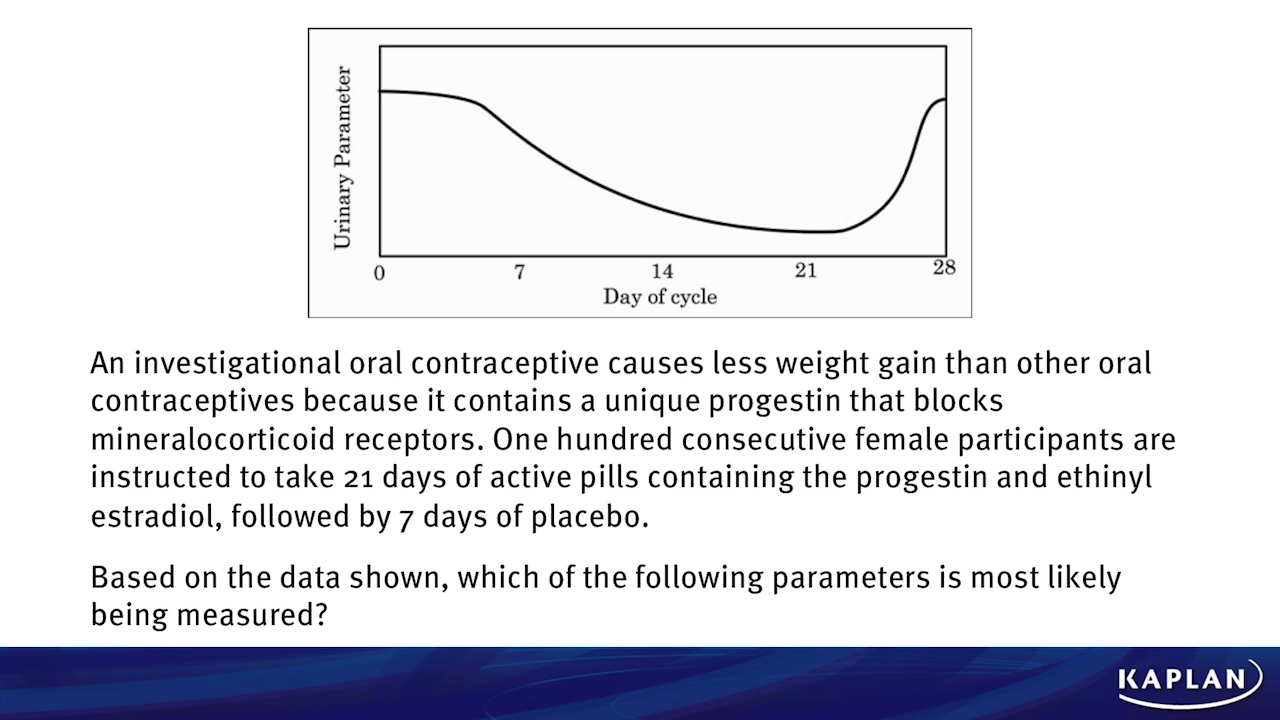 Urinary Parameter
0 7 14 21 28
Day of cycle
An investigational oral contraceptive causes less weight gain than other oral
contraceptives because it contains a unique progestin that blocks
mineralocorticoid receptors. One hundred consecutive female participants are
instructed to take 21 days of active pills containing the progestin and ethinyl
estradiol, followed by 7 days of placebo.
Based on the data shown, which of the following parameters is most likely
being measured?
KAPLAN